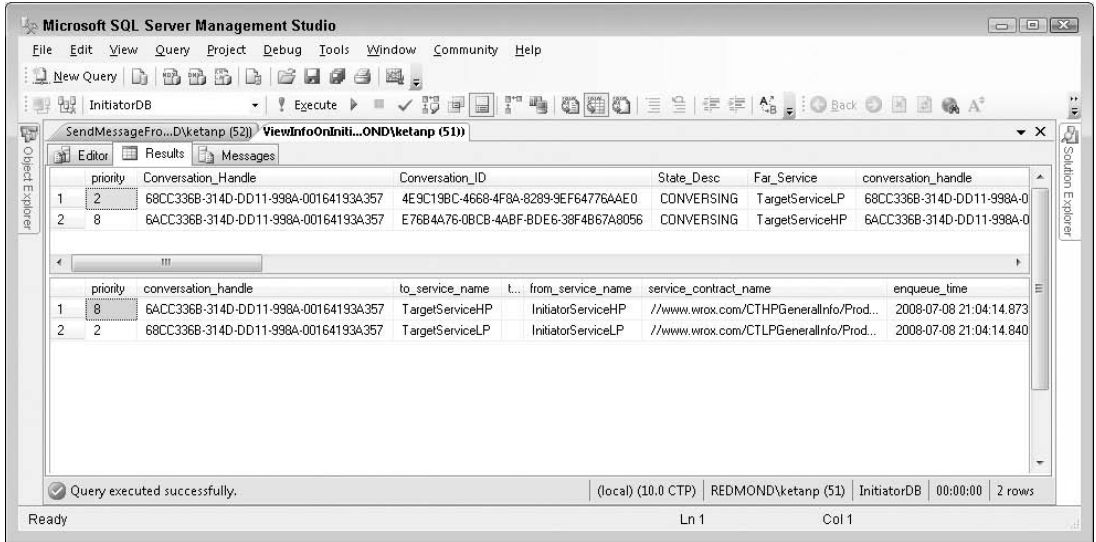 Microsoft SQL Server Management Studio
File Edit View Query Project Debug Tools Window Community Help
New Query
InitiatorDB Execute Back
SendMessageFro...D\ketanp (52)) ViewInfoOnIniti...OND\ketanp (51))
Object Explorer
Solution Explorer
Editor Results Messages
priority Conversation_Handle Conversation_ID State_Desc Far_Service conversation_handle
1 2 68CC336B-314D-DD11-998A-00164193A357 4E9C19BC-4668-4F8A-8289-9EF64776AAE0 CONVERSING TargetServiceLP 68CC336B-314D-DD11-998A-0
2 8 6ACC336B-314D-DD11-998A-00164193A357 E76B4A76-0BCB-4ABF-BDE6-38F4B67A8056 CONVERSING TargetServiceHP 6ACC336B-314D-DD11-998A-0
priority conversation_handle to_service_name t... from_service_name service_contract_name enqueue_time
1 8 6ACC336B-314D-DD11-998A-00164193A357 TargetServiceHP InitiatorServiceHP //www.wrox.com/CTHPGeneralInfo/Prod... 2008-07-08 21:04:14.873
2 2 68CC336B-314D-DD11-998A-00164193A357 TargetServiceLP InitiatorServiceLP //www.wrox.com/CTLPGeneralInfo/Prod... 2008-07-08 21:04:14.840
Query executed successfully. (local) (10.0 CTP) REDMOND\ketanp (51) InitiatorDB 00:00:00 2 rows
Ready Ln 1 Col 1